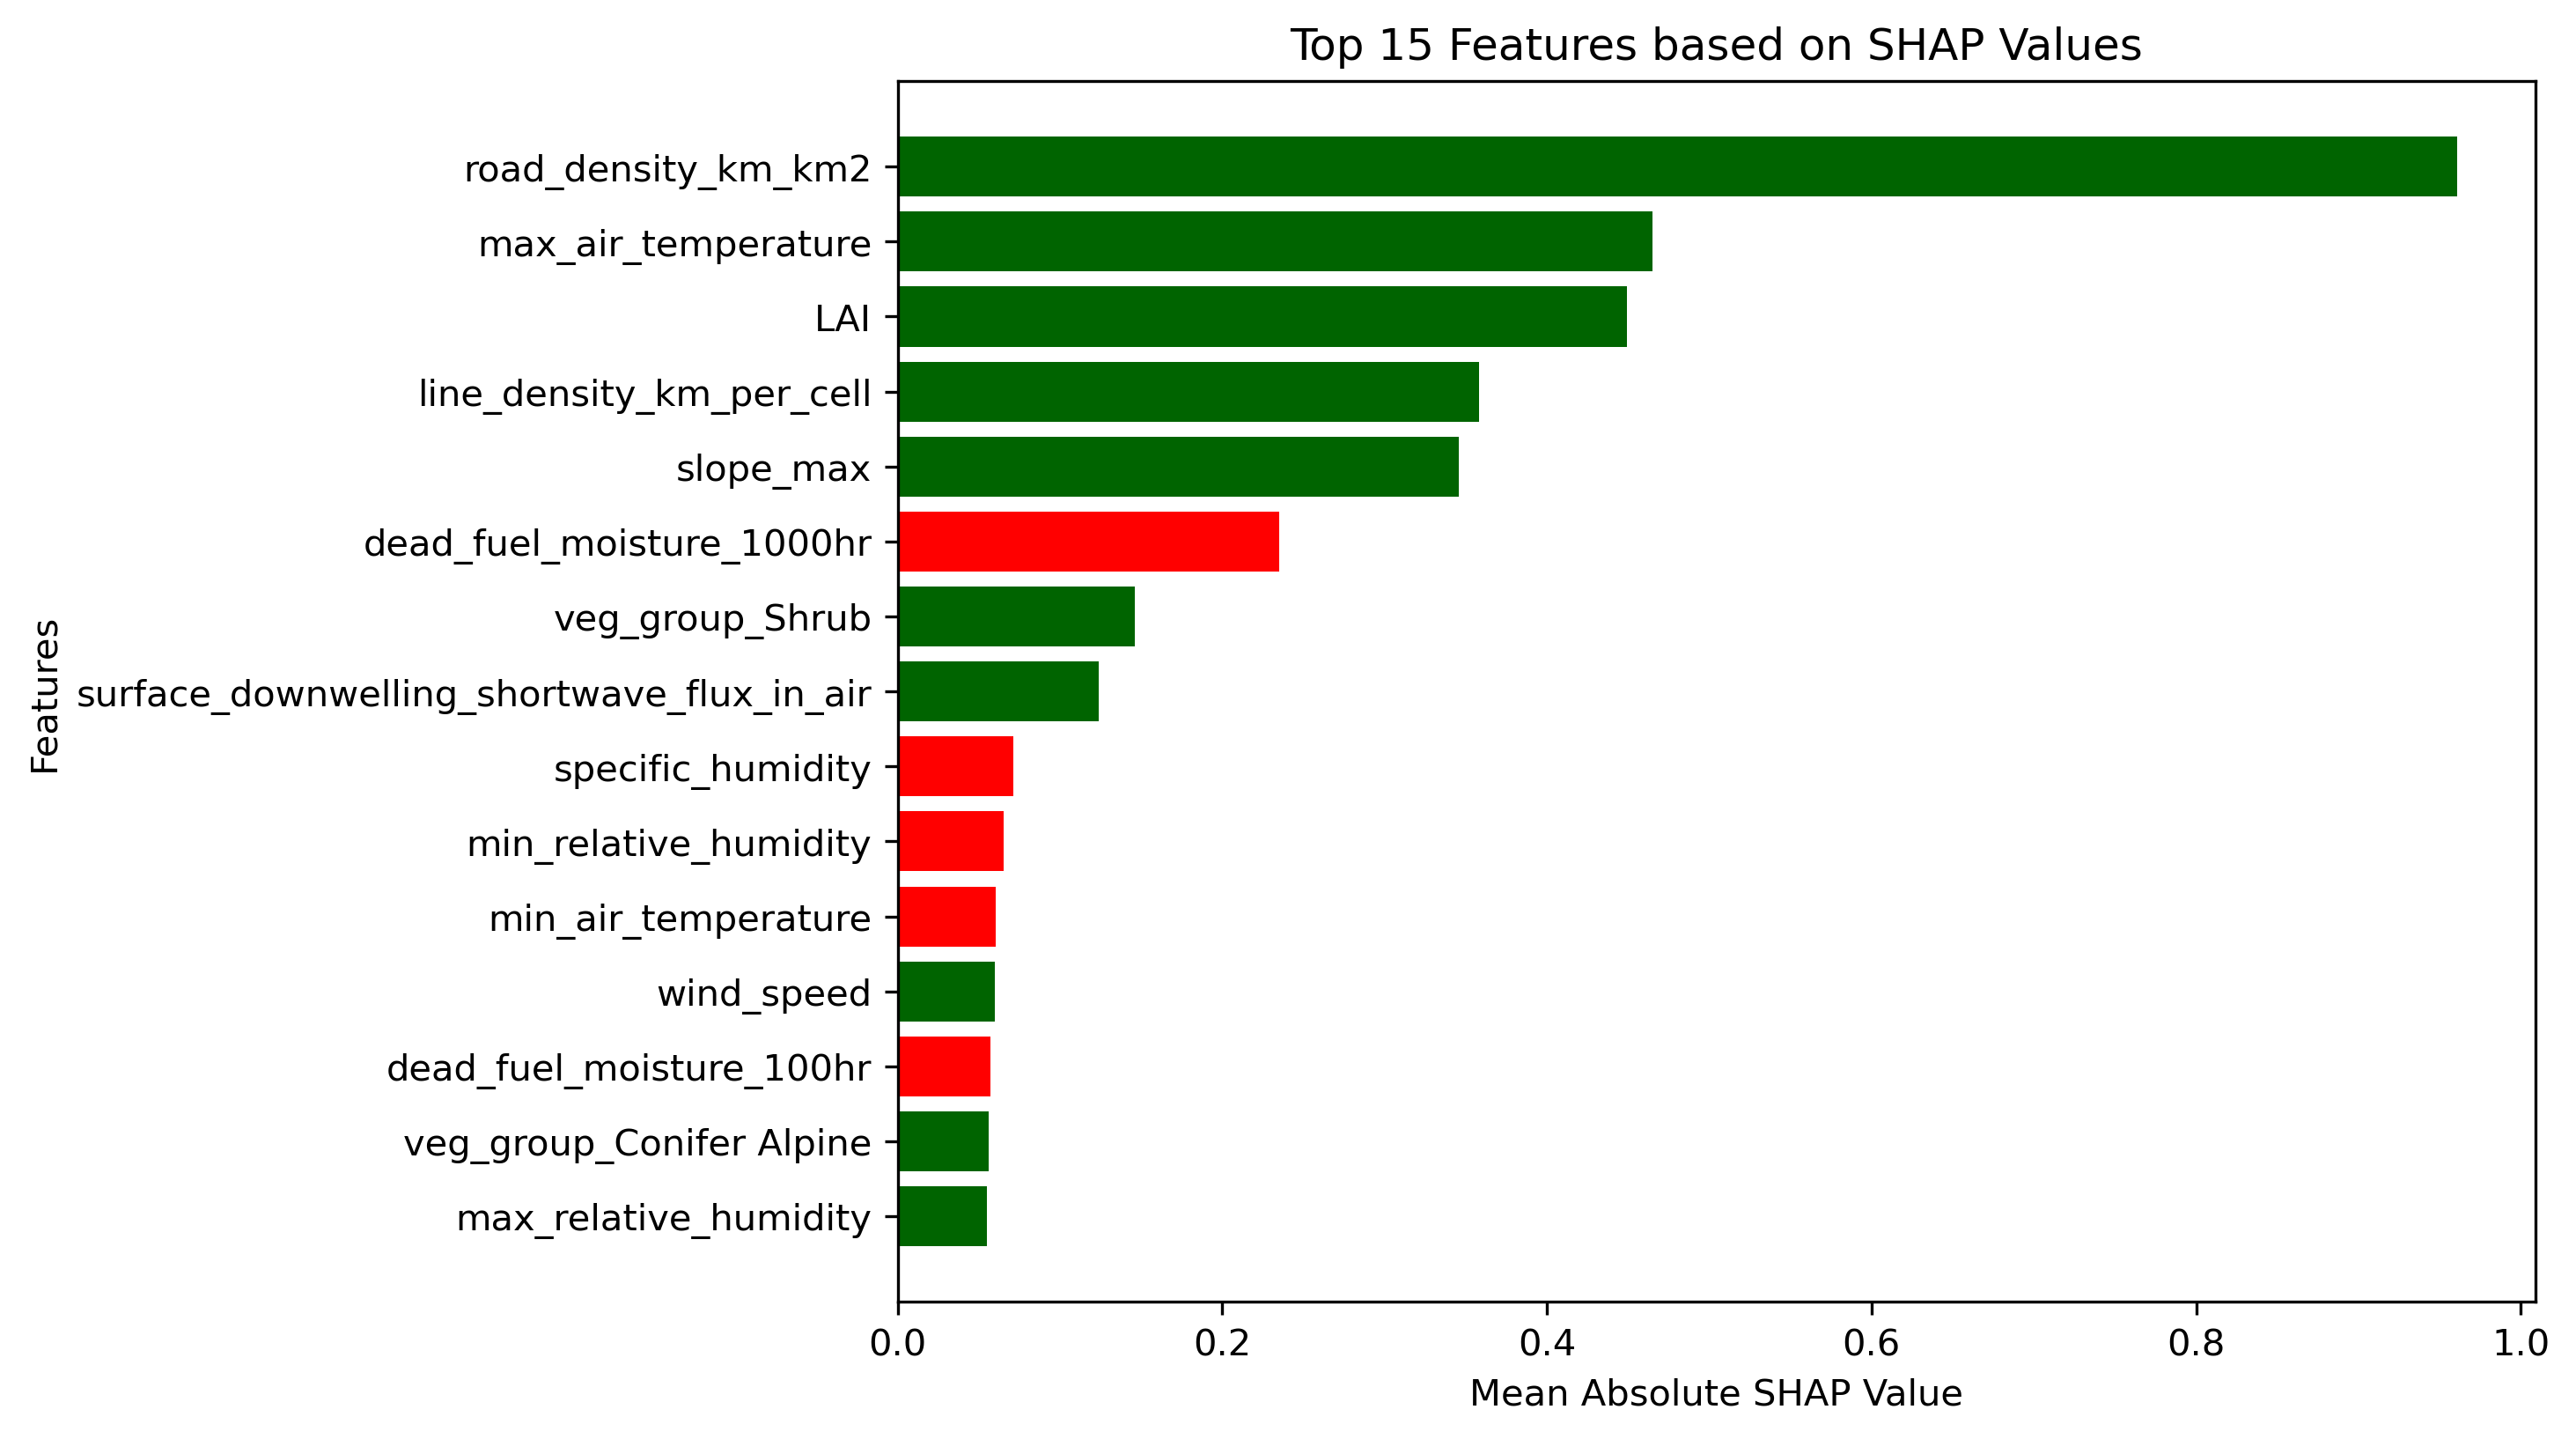 Top 15 Features based on SHAP Values
Features
road_density_km_km2
max_air_temperature
LAI
line_density_km_per_cell
slope_max
dead_fuel_moisture_1000hr
veg_group_Shrub
surface_downwelling_shortwave_flux_in_air
specific_humidity
min_relative_humidity
min_air_temperature
wind_speed
dead_fuel_moisture_100hr
veg_group_Conifer Alpine
max_relative_humidity
0.0 0.2 0.4 0.6 0.8 1.0
Mean Absolute SHAP Value